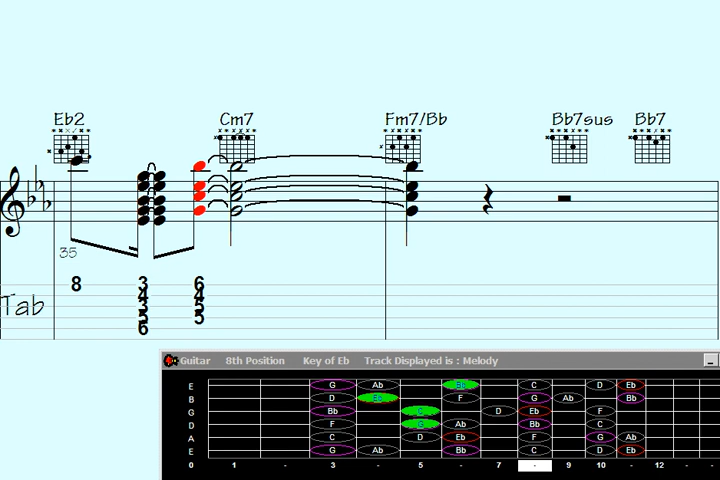 Eb2 Cm7 Fm7/Bb Bb7sus Bb7
35
8 3 6
4 4
3 5
5 5
6
Tab
Guitar 8th Position Key of Eb Track Displayed is : Melody
E G Ab Bb C D Eb
B D Eb F G Ab Bb
G Bb C D Eb F
D F G Ab Bb C
A C D Eb F G Ab
E G Ab Bb C D Eb
0 1 - 3 - 5 - 7 - 9 10 - 12 - -